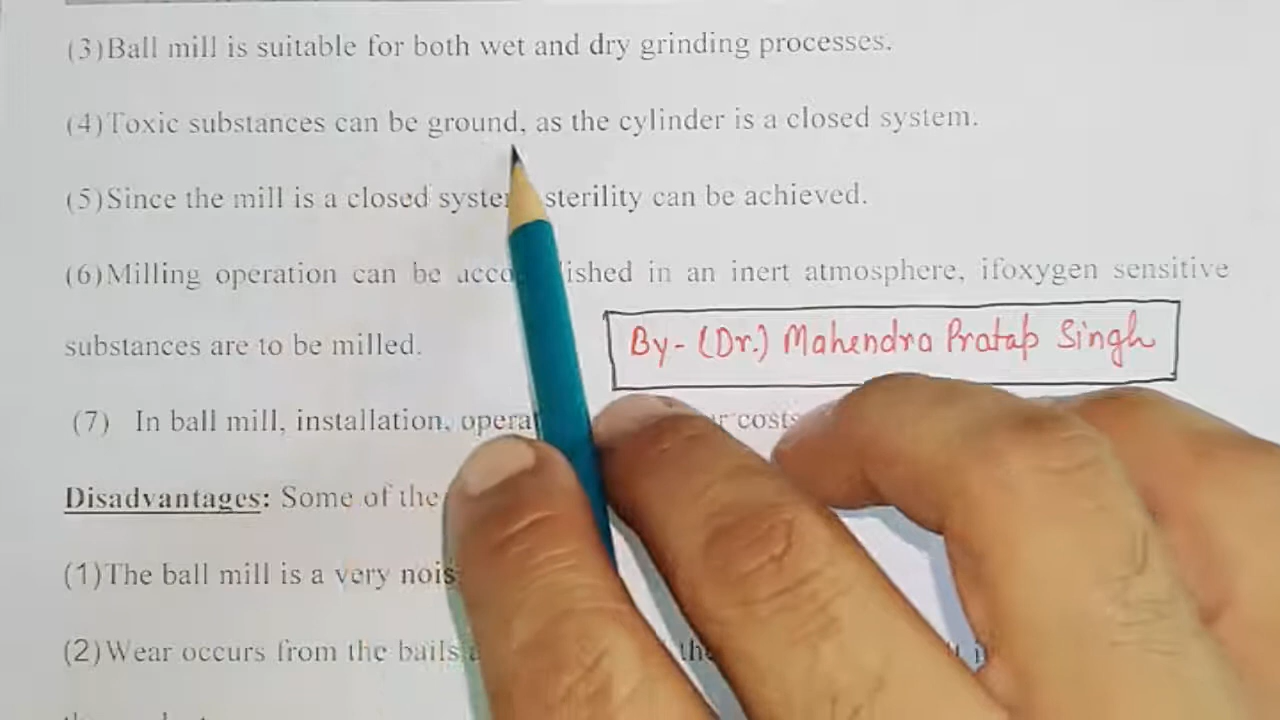 (3)Ball mill is suitable for both wet and dry grinding processes.
(4)Toxic substances can be ground, as the cylinder is a closed system.
(5)Since the mill is a closed sterility can be achieved.
(6)Milling operation can be in an inert atmosphere, ifoxygen sensitive
substances are to be milled.
By- (Dr.) Mahendra Pratap Singh
(7) In ball mill, installation, costs
Disadvantages: Some of the
(1)The ball mill is a very
(2)Wear occurs from the bails